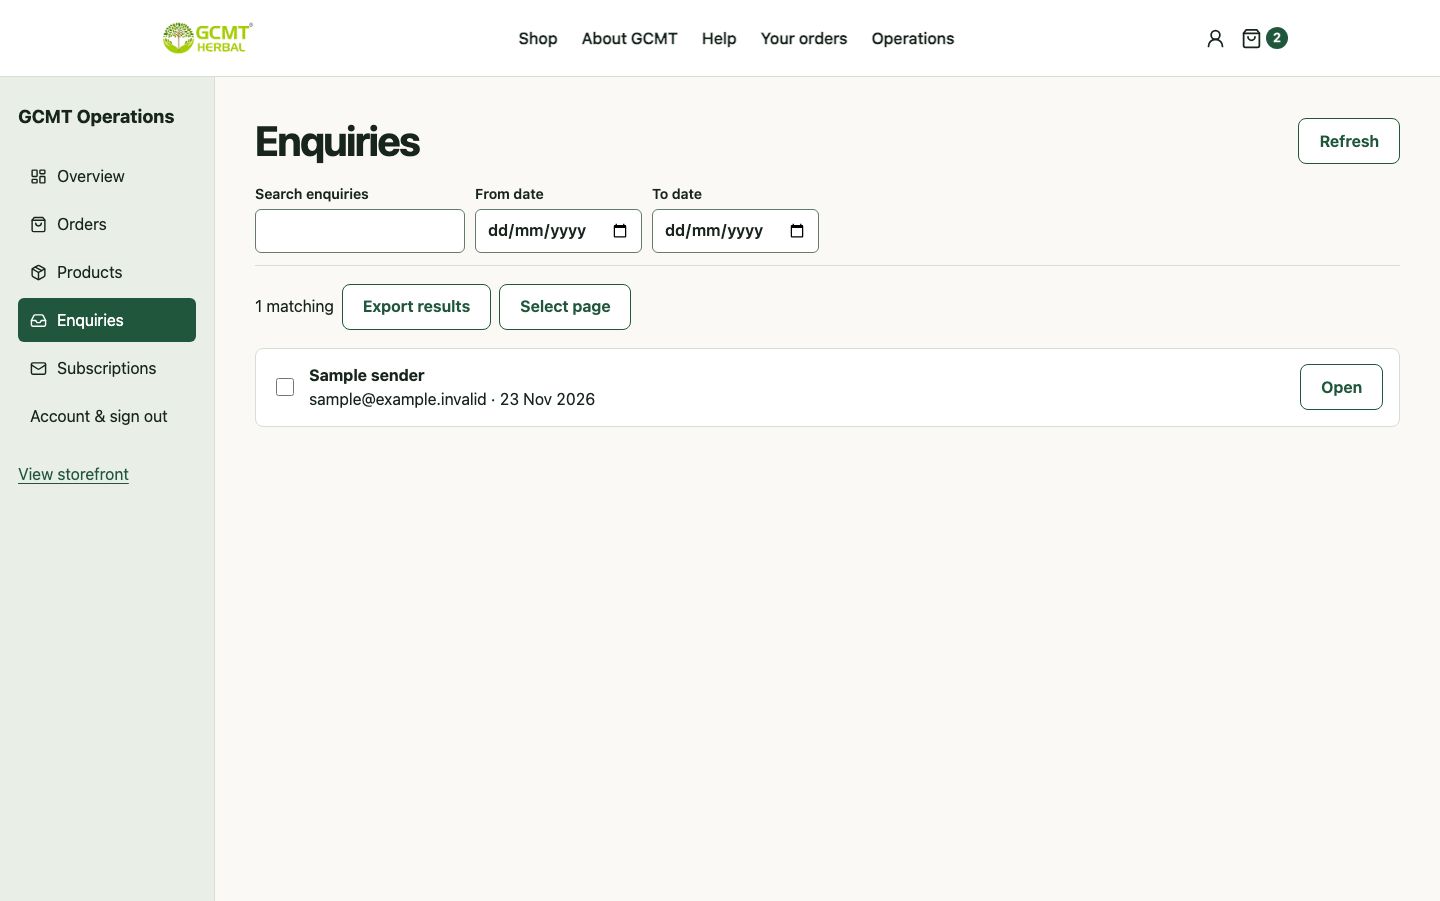 GCMT®
HERBAL
Shop
About GCMT
Help
Your orders
Operations
2
GCMT Operations
Overview
Orders
Products
Enquiries
Subscriptions
Account & sign out
View storefront
Enquiries
Refresh
Search enquiries
From date
To date
dd/mm/yyyy
dd/mm/yyyy
1 matching
Export results
Select page
Sample sender
sample@example.invalid · 23 Nov 2026
Open